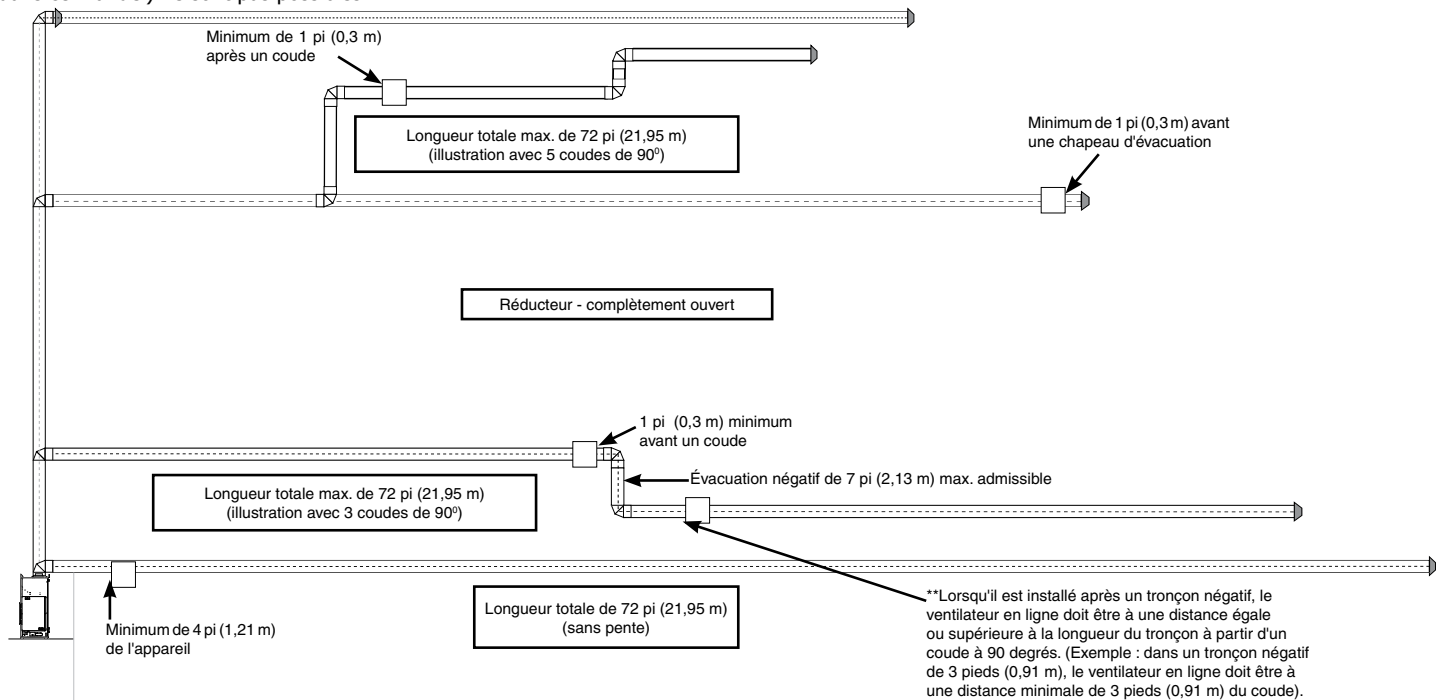 Minimum de 1 pi (0,3 m)
après un coude
Longueur totale max. de 72 pi (21,95 m)
(illustration avec 5 coudes de 90⁰)
Minimum de 1 pi (0,3 m) avant
une chapeau d'évacuation
Réducteur - complètement ouvert
1 pi (0,3 m) minimum
avant un coude
Évacuation négatif de 7 pi (2,13 m) max. admissible
Longueur totale max. de 72 pi (21,95 m)
(illustration avec 3 coudes de 90⁰)
Minimum de 4 pi (1,21 m)
de l'appareil
Longueur totale de 72 pi (21,95 m)
(sans pente)
**Lorsqu'il est installé après un tronçon négatif, le
ventilateur en ligne doit être à une distance égale
ou supérieure à la longueur du tronçon à partir d'un
coude à 90 degrés. (Exemple : dans un tronçon négatif
de 3 pieds (0,91 m), le ventilateur en ligne doit être à
une distance minimale de 3 pieds (0,91 m) du coude).